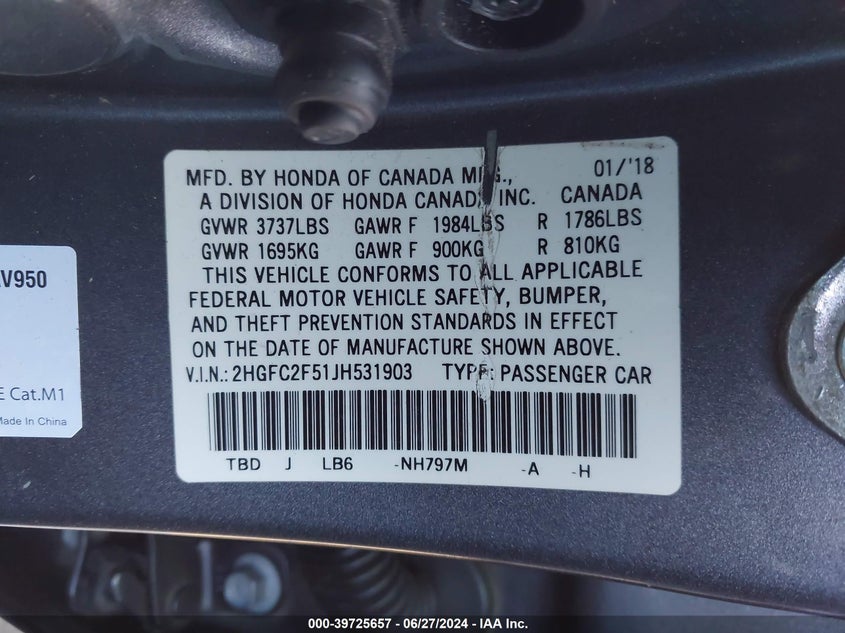 MFD. BY HONDA OF CANADA MFG., 01/'18
A DIVISION OF HONDA CANADA INC. CANADA
GVWR 3737LBS GAWR F 1984LBS R 1786LBS
GVWR 1695KG GAWR F 900KG R 810KG
THIS VEHICLE CONFORMS TO ALL APPLICABLE
FEDERAL MOTOR VEHICLE SAFETY, BUMPER,
AND THEFT PREVENTION STANDARDS IN EFFECT
ON THE DATE OF MANUFACTURE SHOWN ABOVE.
V.I.N.: 2HGFC2F51JH531903 TYPE: PASSENGER CAR
TBD J LB6 -NH797M -A -H
V950
E Cat.M1
Made In China
000-39725657 / 06/27/2024 - IAA Inc.